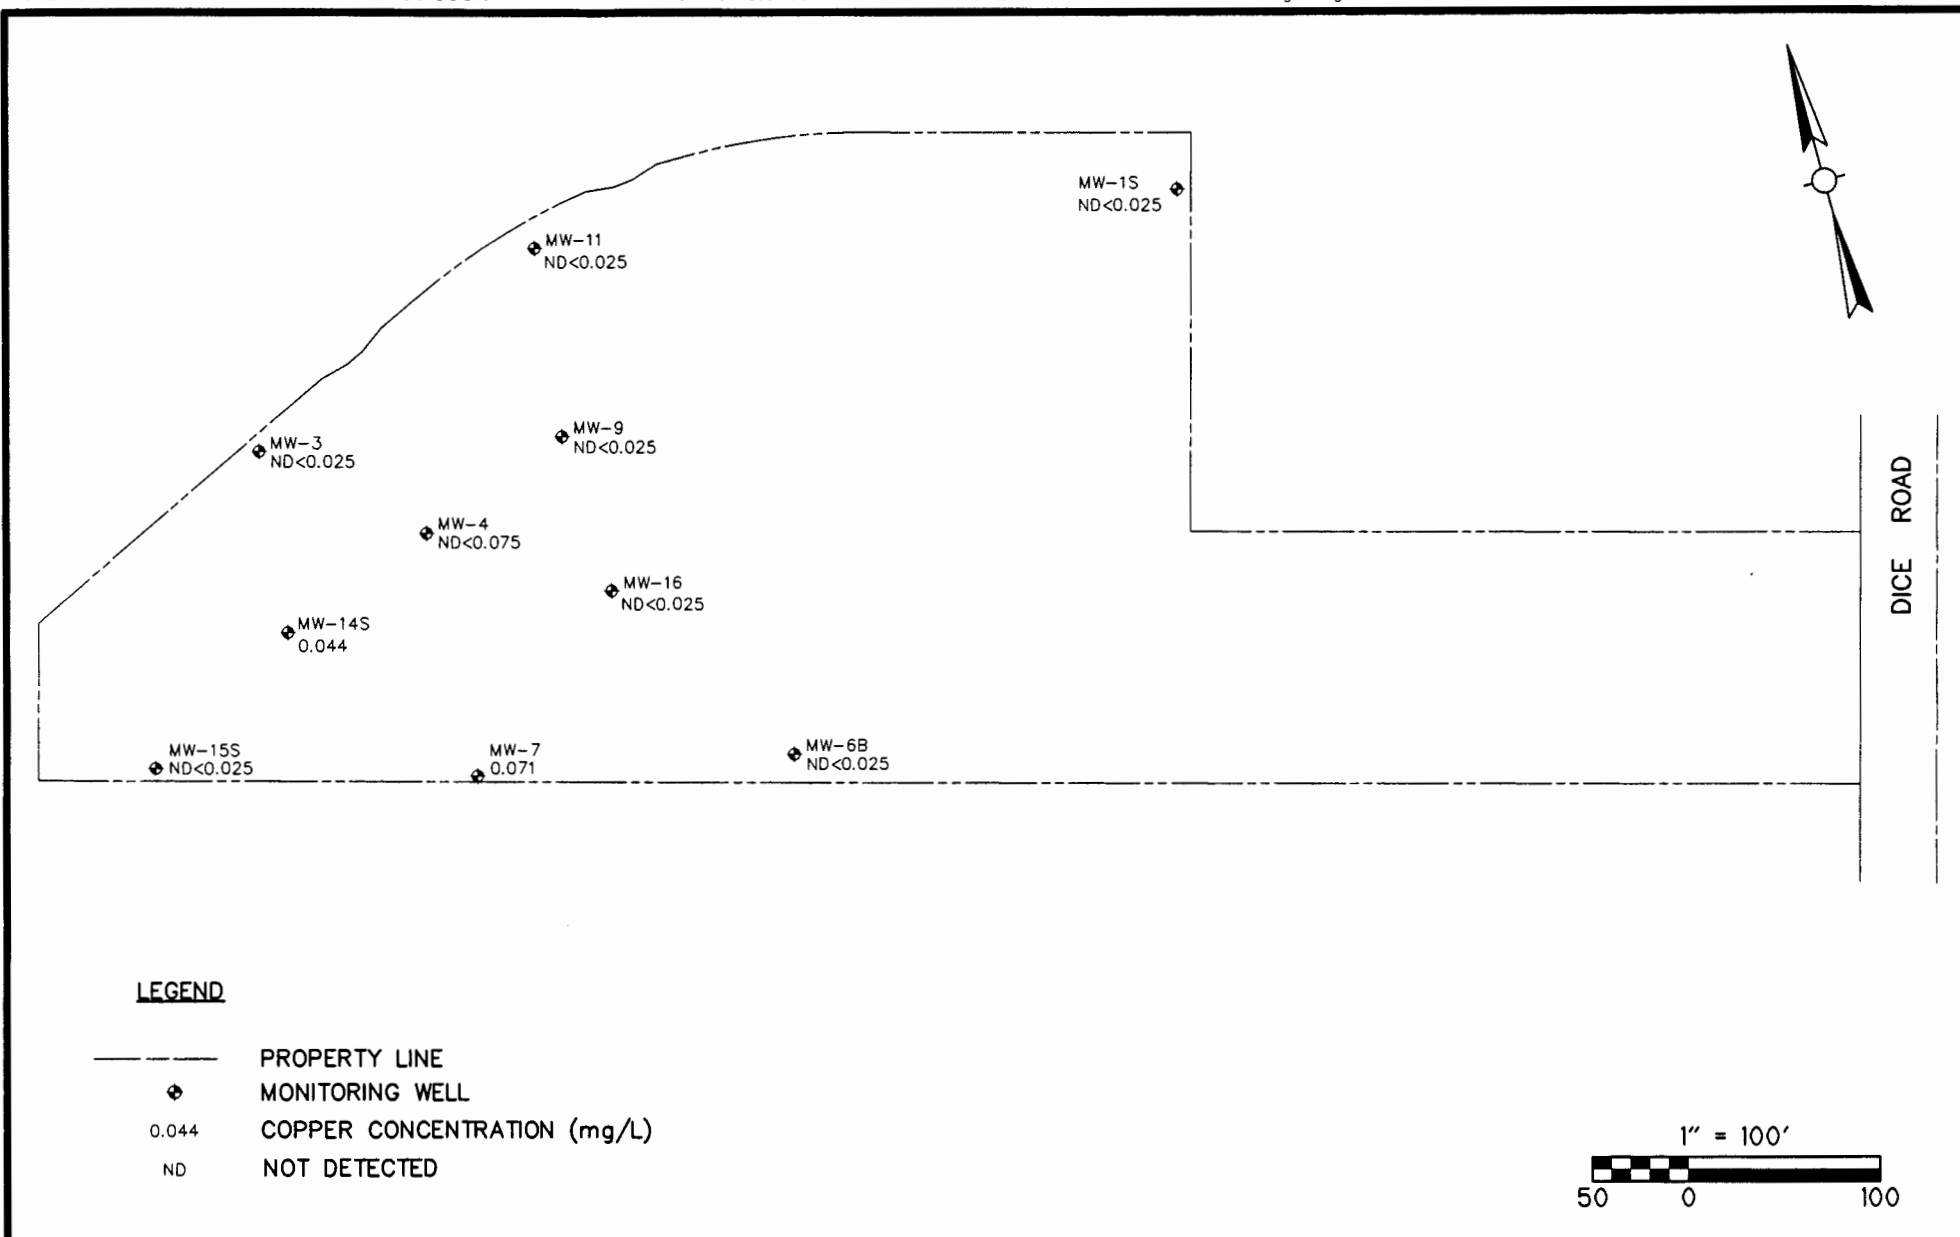 MW-1S
ND<0.025
MW-11
ND<0.025
MW-9
ND<0.025
MW-3
ND<0.025
MW-4
ND<0.075
MW-16
ND<0.025
MW-14S
0.044
MW-15S
ND<0.025
MW-7
0.071
MW-6B
ND<0.025
DICE ROAD
LEGEND
PROPERTY LINE
MONITORING WELL
0.044 COPPER CONCENTRATION (mg/L)
ND NOT DETECTED
1" = 100'
50 0 100